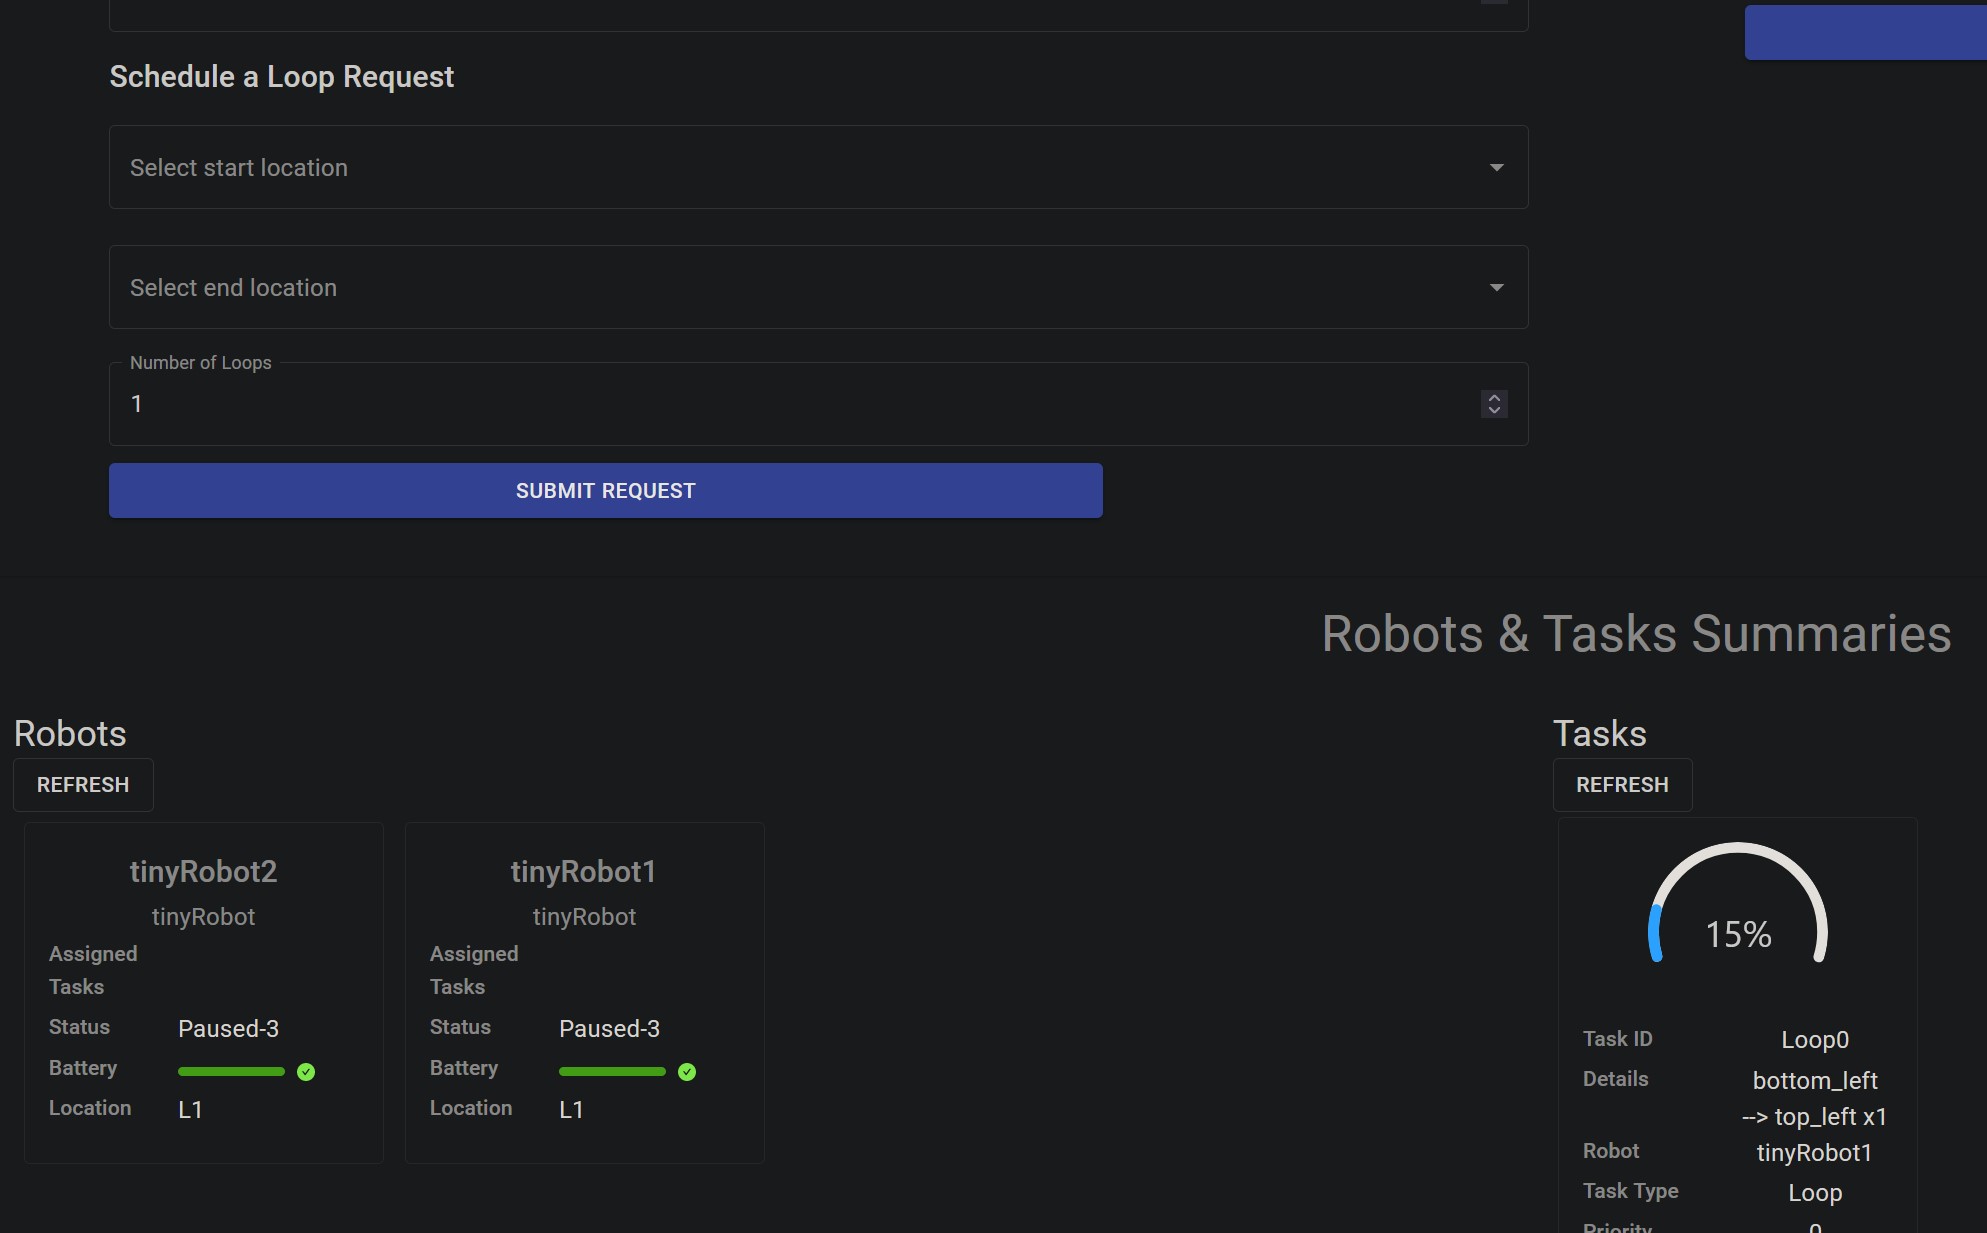 Schedule a Loop Request
Select start location
Select end location
Number of Loops
1
SUBMIT REQUEST
Robots & Tasks Summaries
Robots
REFRESH
tinyRobot2
tinyRobot
Assigned
Tasks
Status Paused-3
Battery
Location L1
tinyRobot1
tinyRobot
Assigned
Tasks
Status Paused-3
Battery
Location L1
Tasks
REFRESH
15%
Task ID Loop0
Details bottom_left
--> top_left x1
Robot tinyRobot1
Task Type Loop
Priority 0